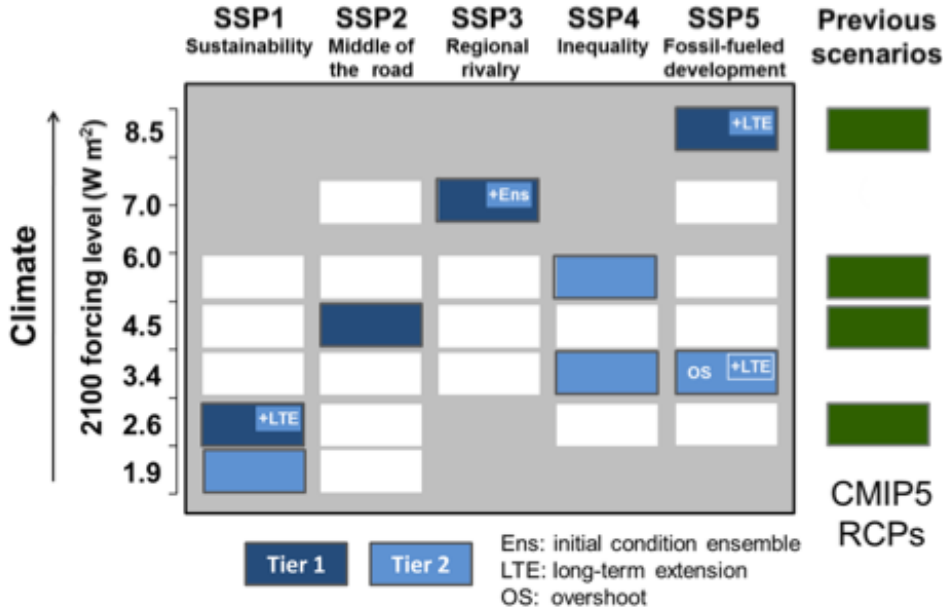 SSP1 SSP2 SSP3 SSP4 SSP5 Previous
Sustainability Middle of Regional Inequality Fossil-fueled scenarios
the road rivalry development
Climate
2100 forcing level (W m-2)
8.5 +LTE
7.0 +Ens
6.0
4.5
3.4 OS +LTE
2.6 +LTE
1.9
CMIP5
RCPs
Tier 1 Tier 2
Ens: initial condition ensemble
LTE: long-term extension
OS: overshoot